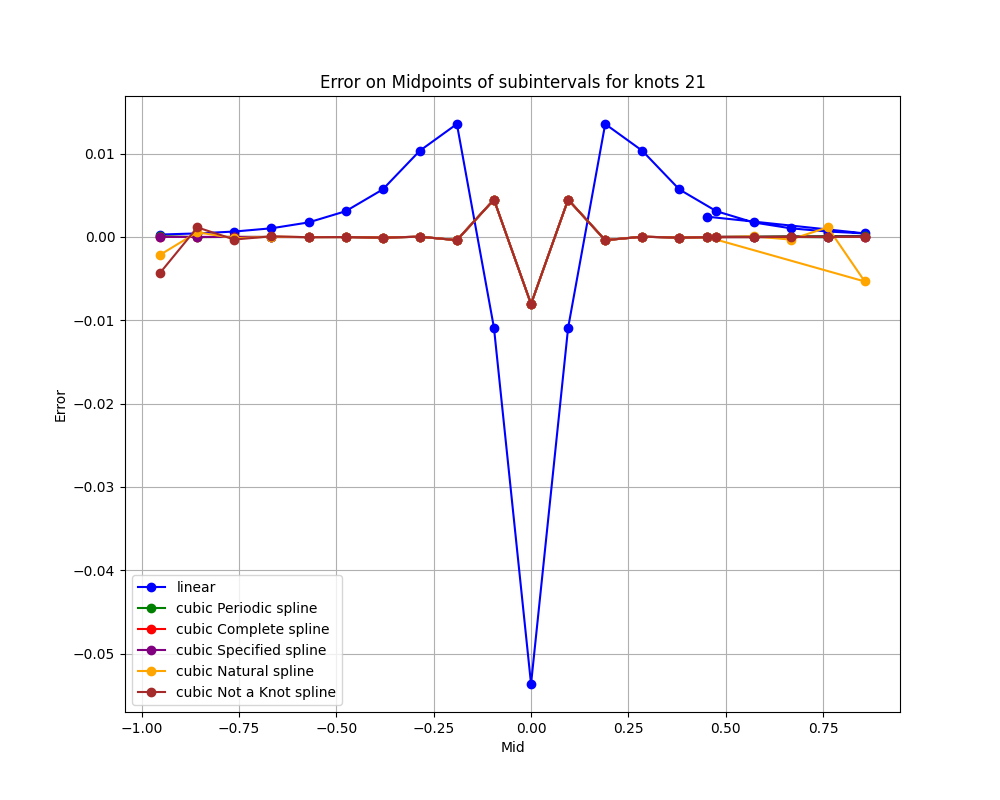 Error on Midpoints of subintervals for knots 21
0.01
0.00
−0.01
−0.02
−0.03
−0.04
−0.05
Error
linear
cubic Periodic spline
cubic Complete spline
cubic Specified spline
cubic Natural spline
cubic Not a Knot spline
−1.00 −0.75 −0.50 −0.25 0.00 0.25 0.50 0.75
Mid